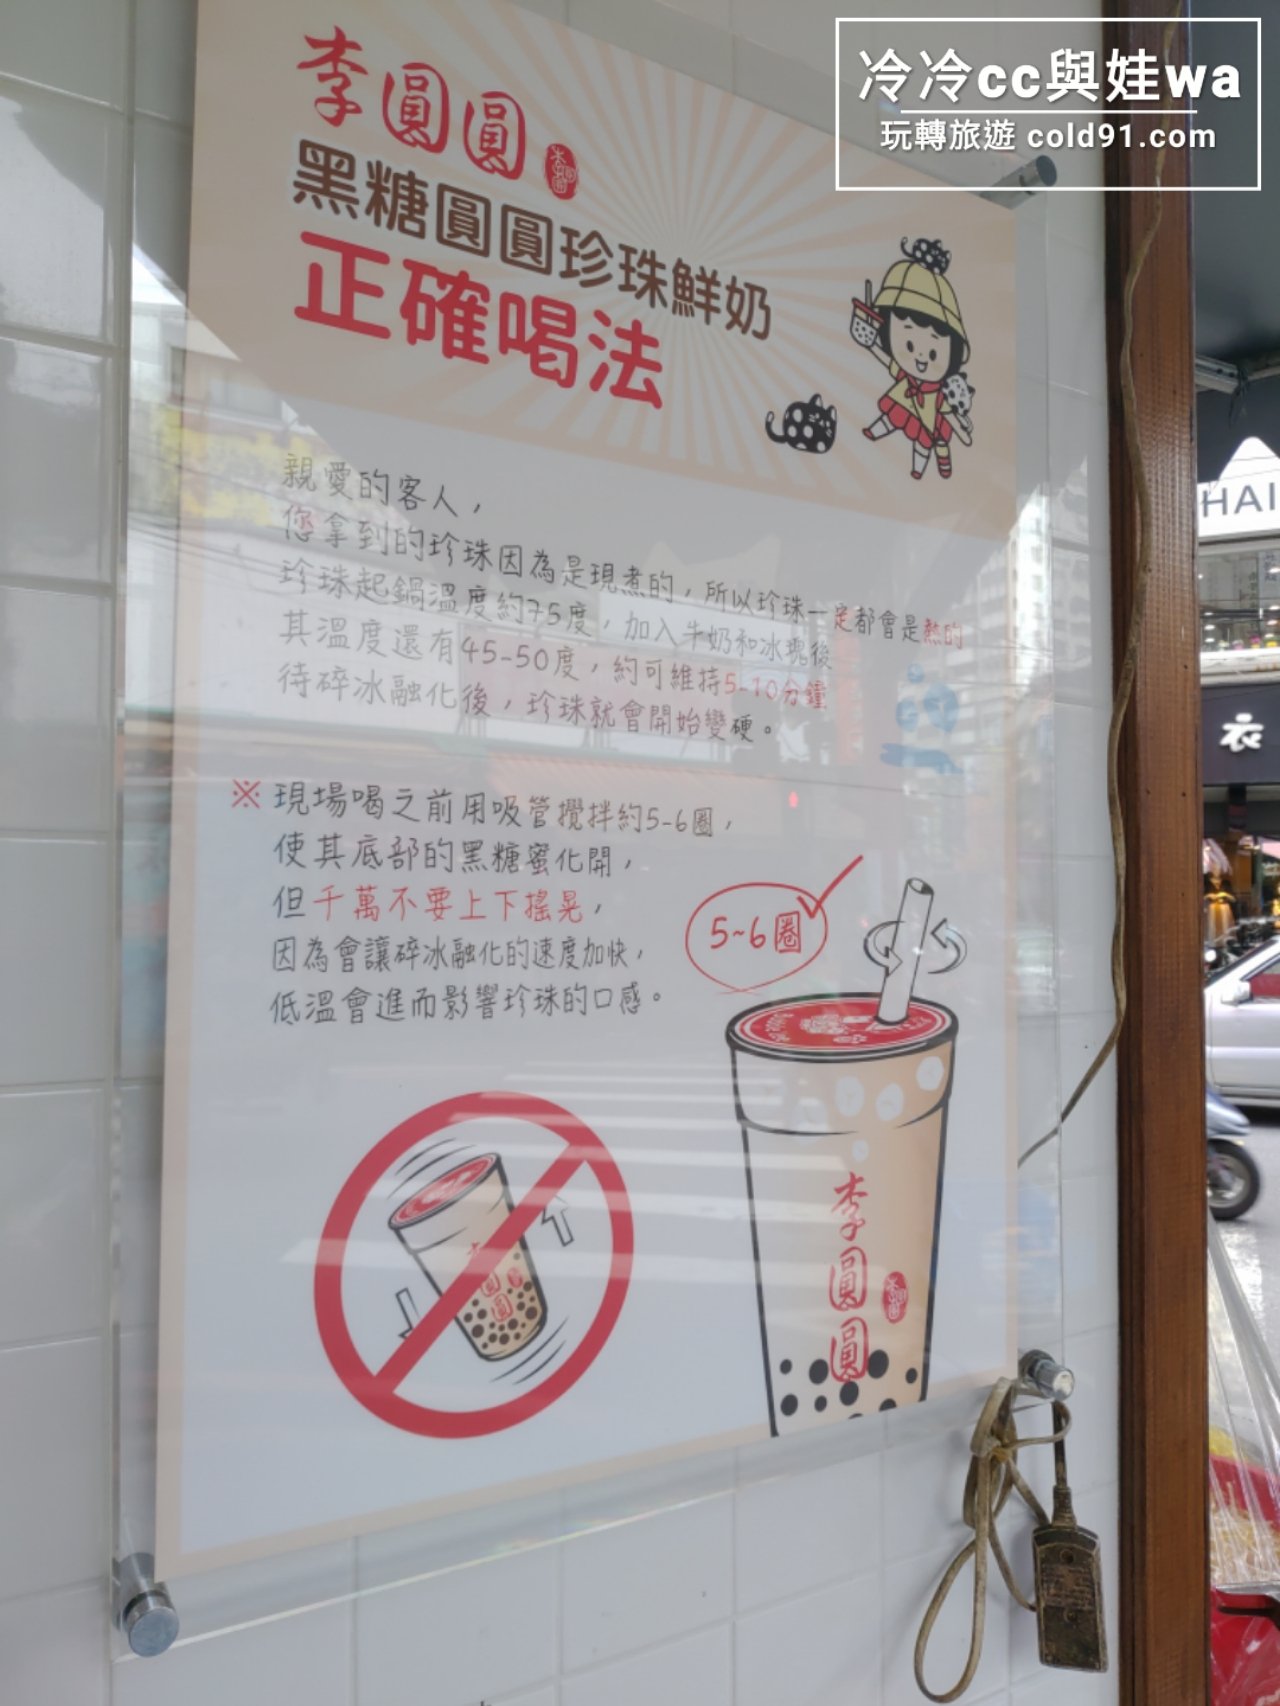 冷冷cc與娃wa
玩轉旅遊 cold91.com
李圓圓
黑糖圓圓珍珠鮮奶
正確喝法
親愛的客人，
您拿到的珍珠因為是現煮的，所以珍珠一定都會是熱的
珍珠起鍋溫度約75度，加入牛奶和冰塊後
其溫度還有45-50度，約可維持5-10分鐘
待碎冰融化後，珍珠就會開始變硬。
※現場喝之前用吸管攪拌約5-6圈，
使其底部的黑糖蜜化開，
但千萬不要上下搖晃，
因為會讓碎冰融化的速度加快，
低溫會進而影響珍珠的口感。
5~6圈
李圓圓
HAI
衣